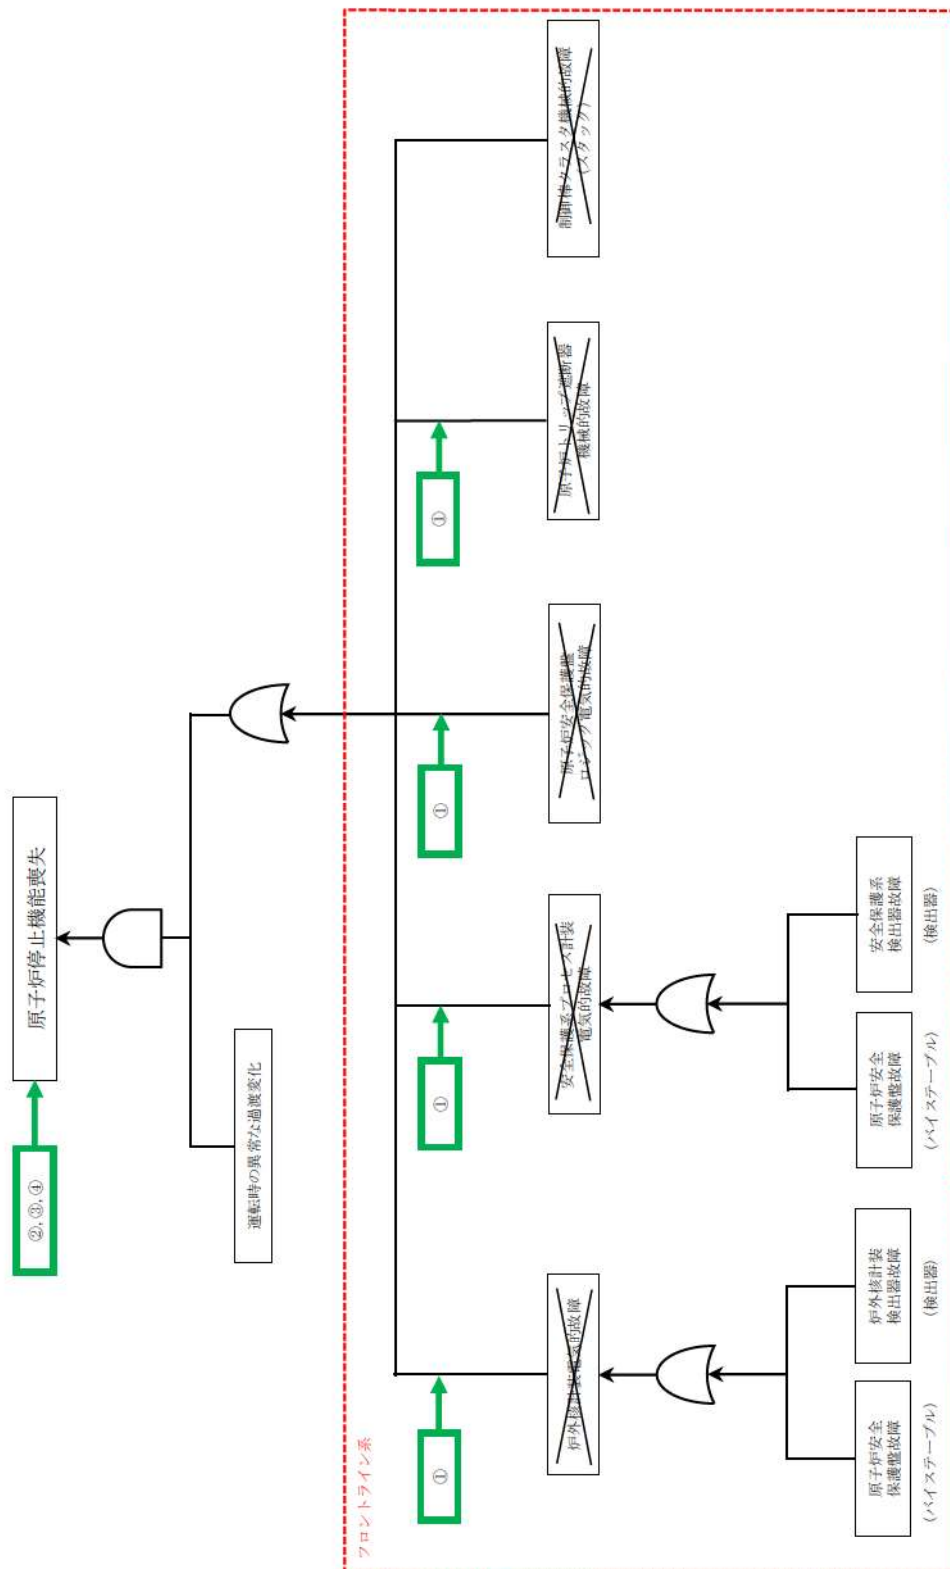 原子炉停止機能喪失
②,③,④
運転時の異常な過渡変化
フロントライン系
①
①
①
①
炉外核計装電気的故障
安全保護系プロセス計装
電気的故障
原子炉安全保護盤
ロジック電気的故障
原子炉トリップ遮断器
機械的故障
制御棒クラスタ機械的故障
(スタック)
原子炉安全
保護盤故障
(バイステーブル)
炉外核計装
検出器故障
(検出器)
原子炉安全
保護盤故障
(バイステーブル)
安全保護系
検出器故障
(検出器)